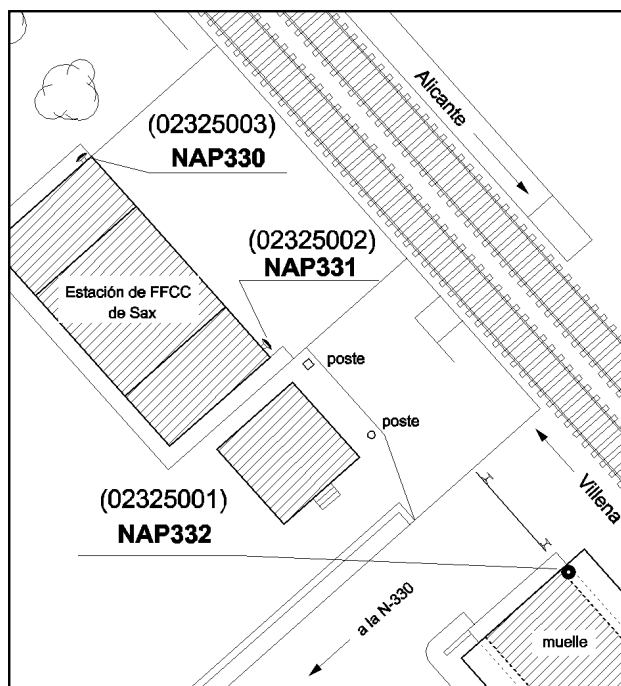 Alicante
(02325003)
NAP330
(02325002)
NAP331
Estación de FFCC
de Sax
poste
poste
(02325001)
NAP332
Villena
a la N-330
muelle